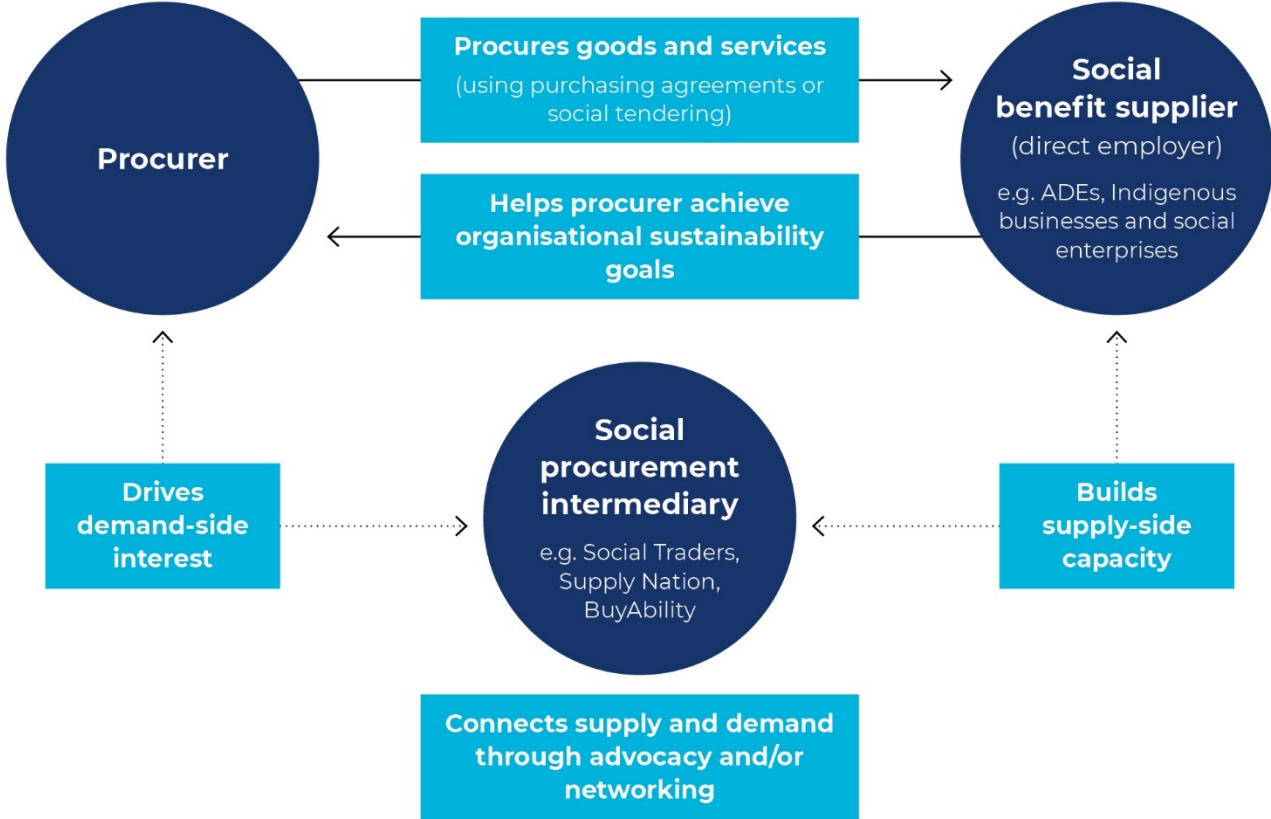 Procurer
Procures goods and services
(using purchasing agreements or
social tendering)
Helps procurer achieve
organisational sustainability
goals
Social
benefit supplier
(direct employer)
e.g. ADEs, Indigenous
businesses and social
enterprises
Drives
demand-side
interest
Social
procurement
intermediary
e.g. Social Traders,
Supply Nation,
BuyAbility
Builds
supply-side
capacity
Connects supply and demand
through advocacy and/or
networking